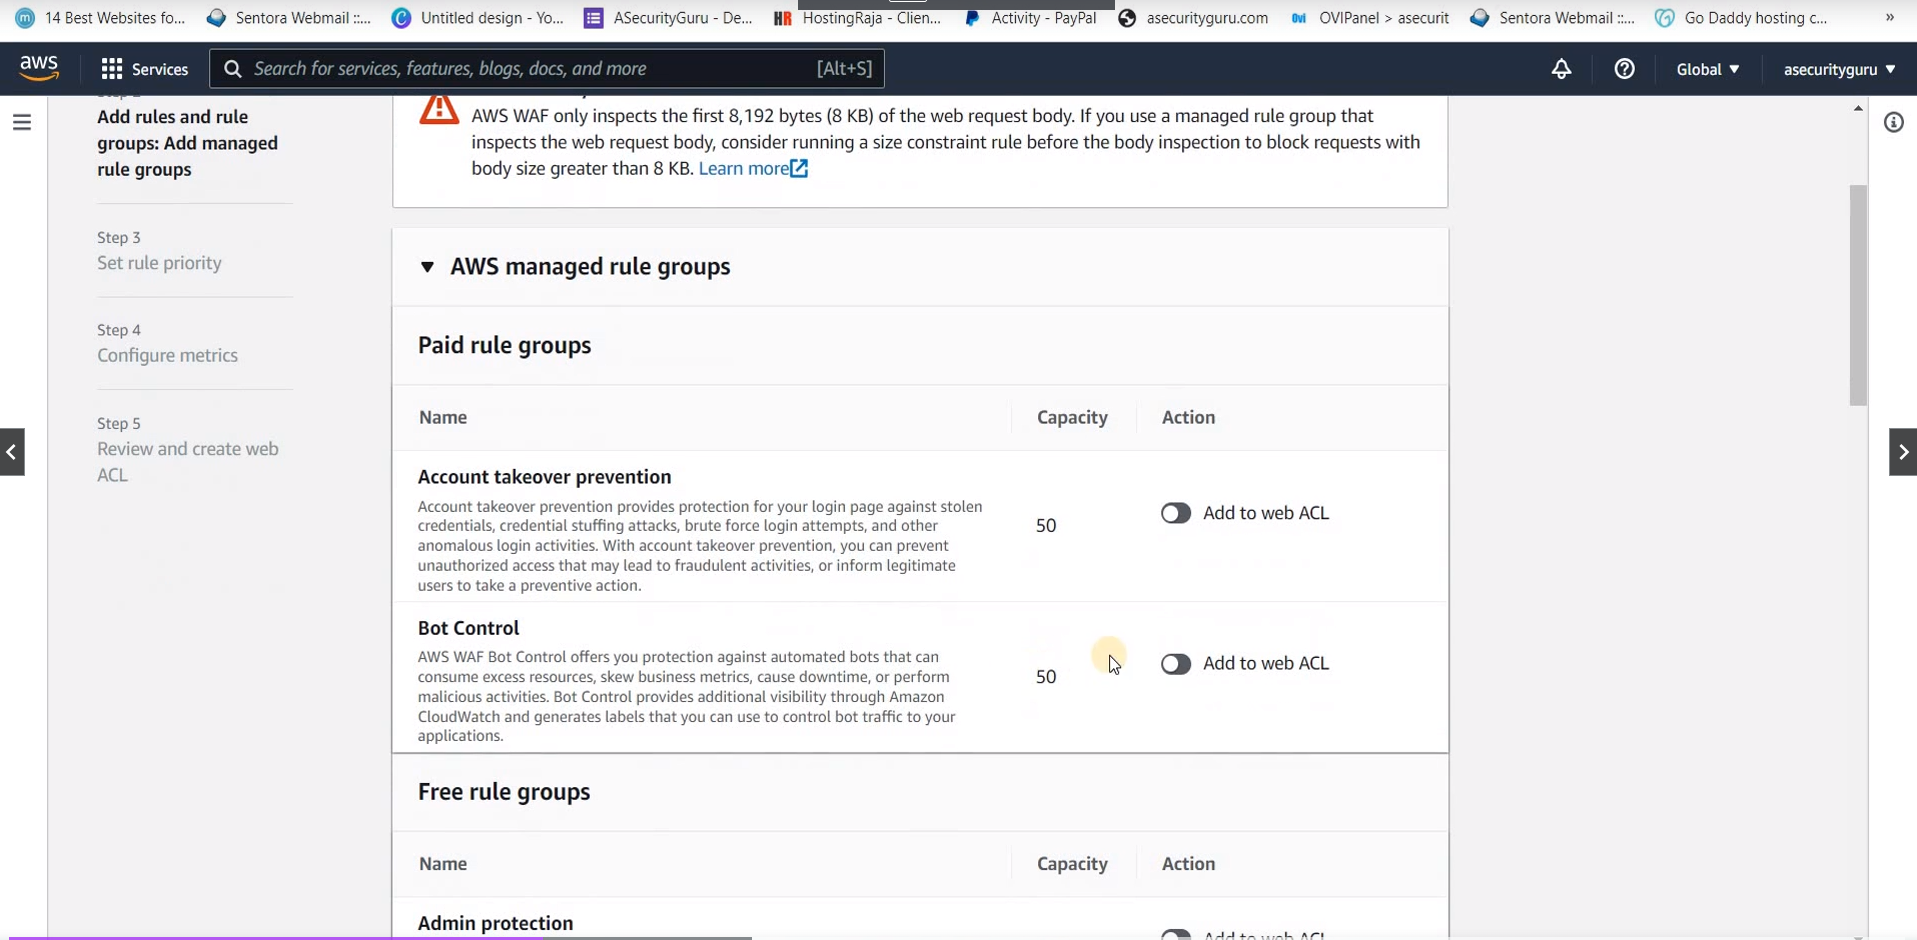 14 Best Websites fo...
Sentora Webmail ::...
Untitled design - Yo...
ASecurityGuru - De...
HostingRaja - Clien...
Activity - PayPal
asecurityguru.com
OVIPanel > asecurit
Sentora Webmail ::...
Go Daddy hosting c...
»
aws
Services
Search for services, features, blogs, docs, and more
[Alt+S]
Global
asecurityguru
Add rules and rule
groups: Add managed
rule groups
Step 3
Set rule priority
Step 4
Configure metrics
Step 5
Review and create web
ACL
AWS WAF only inspects the first 8,192 bytes (8 KB) of the web request body. If you use a managed rule group that
inspects the web request body, consider running a size constraint rule before the body inspection to block requests with
body size greater than 8 KB. Learn more
AWS managed rule groups
Paid rule groups
Name
Capacity
Action
Account takeover prevention
Account takeover prevention provides protection for your login page against stolen
credentials, credential stuffing attacks, brute force login attempts, and other
anomalous login activities. With account takeover prevention, you can prevent
unauthorized access that may lead to fraudulent activities, or inform legitimate
users to take a preventive action.
50
Add to web ACL
Bot Control
AWS WAF Bot Control offers you protection against automated bots that can
consume excess resources, skew business metrics, cause downtime, or perform
malicious activities. Bot Control provides additional visibility through Amazon
CloudWatch and generates labels that you can use to control bot traffic to your
applications.
50
Add to web ACL
Free rule groups
Name
Capacity
Action
Admin protection
Add to web ACL